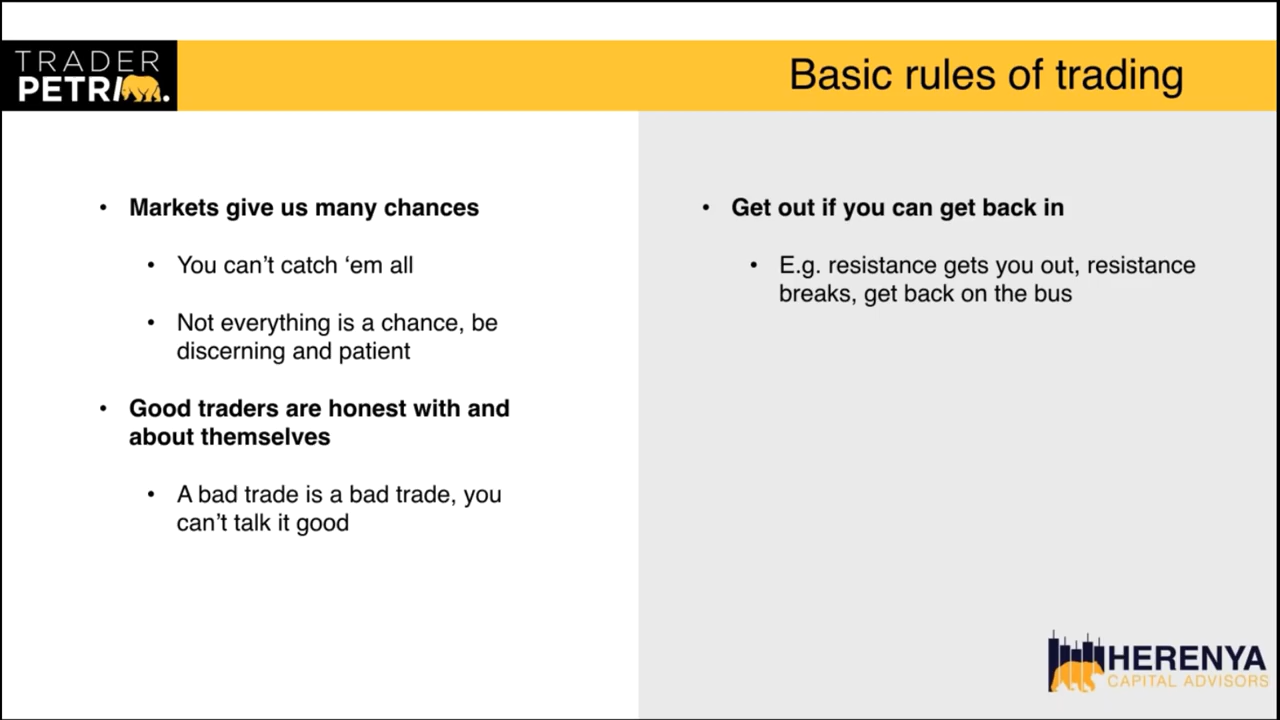 TRADER
PETRI.
Basic rules of trading
• Markets give us many chances
• You can’t catch ‘em all
• Not everything is a chance, be
discerning and patient
• Good traders are honest with and
about themselves
• A bad trade is a bad trade, you
can’t talk it good
• Get out if you can get back in
• E.g. resistance gets you out, resistance
breaks, get back on the bus
HERENYA
CAPITAL ADVISORS